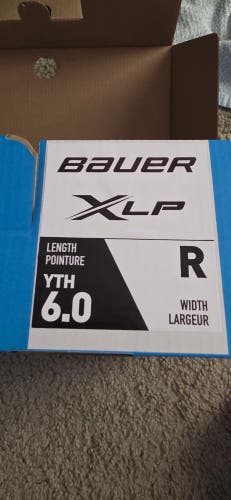 BAUER
XLP
LENGTH
POINTURE
YTH
6.0
R
WIDTH
LARGEUR